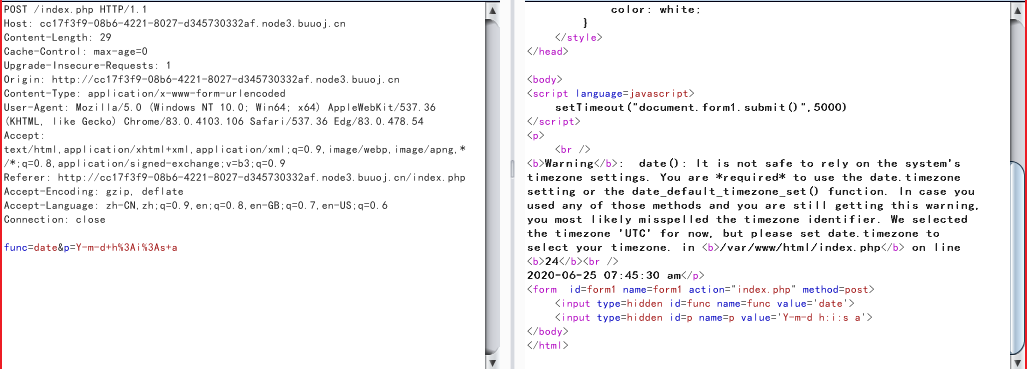 POST /index.php HTTP/1.1
Host: cc17f3f9-08b6-4221-8027-d345730332af.node3.buuoj.cn
Content-Length: 29
Cache-Control: max-age=0
Upgrade-Insecure-Requests: 1
Origin: http://cc17f3f9-08b6-4221-8027-d345730332af.node3.buuoj.cn
Content-Type: application/x-www-form-urlencoded
User-Agent: Mozilla/5.0 (Windows NT 10.0; Win64; x64) AppleWebKit/537.36
(KHTML, like Gecko) Chrome/83.0.4103.106 Safari/537.36 Edg/83.0.478.54
Accept:
text/html,application/xhtml+xml,application/xml;q=0.9,image/webp,image/apng,*
/*;q=0.8,application/signed-exchange;v=b3;q=0.9
Referer: http://cc17f3f9-08b6-4221-8027-d345730332af.node3.buuoj.cn/index.php
Accept-Encoding: gzip, deflate
Accept-Language: zh-CN,zh;q=0.9,en;q=0.8,en-GB;q=0.7,en-US;q=0.6
Connection: close
func=date&p=Y-m-d+h%3Ai%3As+a
color: white;
}
</style>
</head>
<body>
<script language=javascript>
setTimeout("document.form1.submit()",5000)
</script>
<p>
<br />
<b>Warning</b>:  date(): It is not safe to rely on the system's
timezone settings. You are *required* to use the date.timezone
setting or the date_default_timezone_set() function. In case you
used any of those methods and you are still getting this warning,
you most likely misspelled the timezone identifier. We selected
the timezone 'UTC' for now, but please set date.timezone to
select your timezone. in <b>/var/www/html/index.php</b> on line
<b>24</b><br />
2020-06-25 07:45:30 am</p>
<form  id=form1 name=form1 action="index.php" method=post>
<input type=hidden id=func name=func value='date'>
<input type=hidden id=p name=p value='Y-m-d h:i:s a'>
</body>
</html>